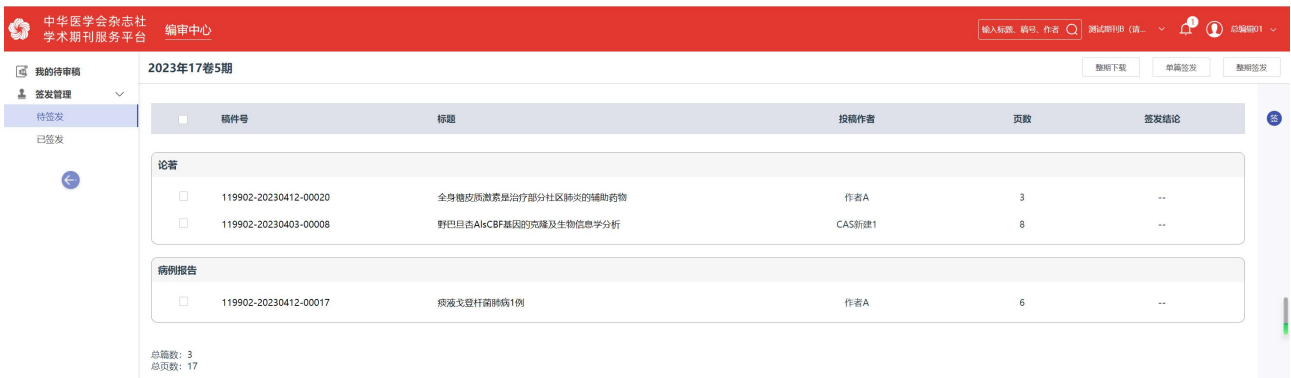 中华医学会杂志社
学术期刊服务平台
编审中心
输入标题、稿号、作者
测试期刊B（请...
1
总编辑01
我的待审稿
签发管理
待签发
已签发
2023年17卷5期
整期下载
单篇签发
整期签发
稿件号 标题 投稿作者 页数 签发结论
签
论著
119902-20230412-00020 全身糖皮质激素是治疗部分社区肺炎的辅助药物 作者A 3 --
119902-20230403-00008 野巴旦杏AlsCBF基因的克隆及生物信息学分析 CAS新建1 8 --
病例报告
119902-20230412-00017 痰液戈登杆菌肺病1例 作者A 6 --
总篇数：3
总页数：17